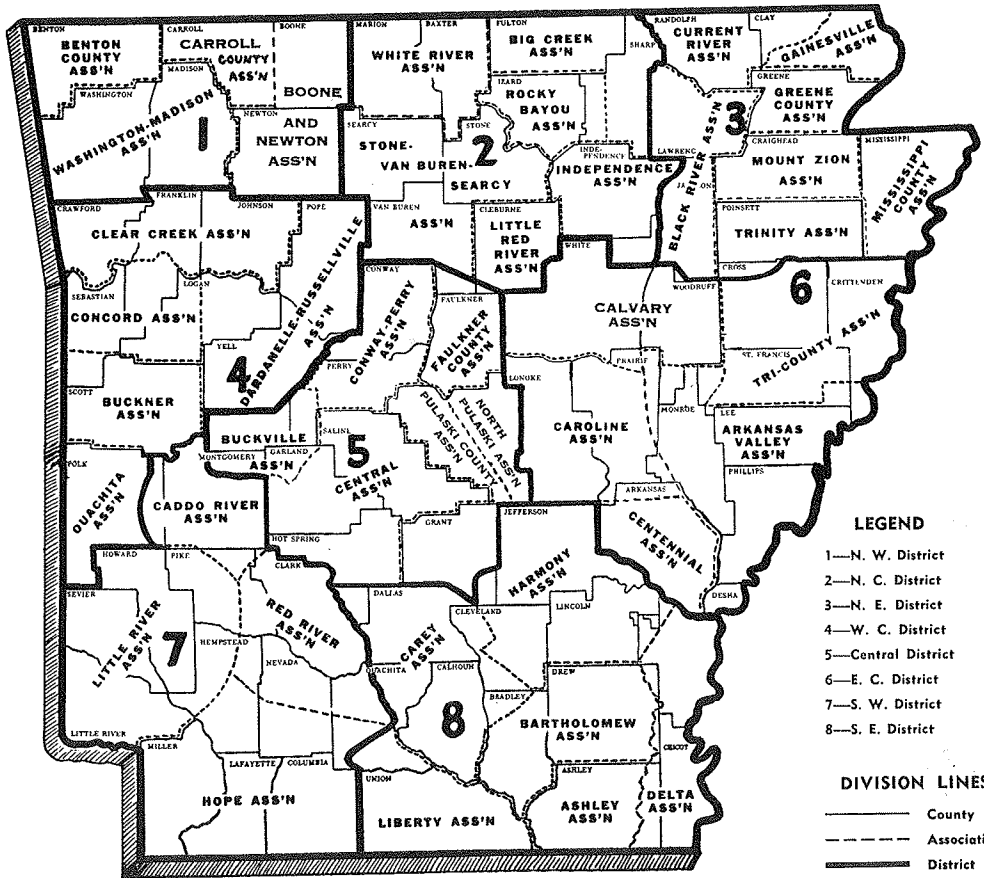 BENTON
CARROLL
BOONE
MARION
BAXTER
FULTON
SHARP
RANDOLPH
CLAY
BENTON
COUNTY
ASS'N
CARROLL
COUNTY
ASS'N
BOONE
AND
NEWTON
ASS'N
WHITE RIVER
ASS'N
BIG CREEK
ASS'N
CURRENT
RIVER
ASS'N
GAINESVILLE
ASS'N
MADISON
WASHINGTON
WASHINGTON-MADISON
ASS'N
1
NEWTON
SEARCY
STONE
IZARD
ROCKY
BAYOU
ASS'N
STONE-
VAN BUREN-
SEARCY
ASS'N
2
INDE-
PENDENCE
INDEPENDENCE
ASS'N
LAWRENC
BLACK RIVER ASS'N
3
GREENE
GREENE
COUNTY
ASS'N
CRAIGHEAD
MOUNT ZION
ASS'N
MISSISSIPPI
MISSISSIPPI
COUNTY
ASS'N
POINSETT
TRINITY ASS'N
CRAWFORD
FRANKLIN
JOHNSON
POPE
VAN BUREN
CLEBURNE
LITTLE
RED
RIVER
ASS'N
WHITE
CLEAR CREEK ASS'N
SEBASTIAN
LOGAN
CONCORD ASS'N
DARDANELLE-RUSSELLVILLE
ASS'N
CONWAY
CONWAY-PERRY
ASS'N
FAULKNER
FAULKNER
COUNTY
ASS'N
CALVARY
ASS'N
WOODRUFF
CROSS
6
CRITTENDEN
ST. FRANCIS
TRI-COUNTY ASS'N
YELL
PERRY
4
SCOTT
BUCKNER
ASS'N
BUCKVILLE
ASS'N
MONTGOMERY
GARLAND
SALINE
5
CENTRAL
ASS'N
PULASKI COUNTY
ASS'N
NORTH
PULASKI ASS'N
LONOKE
PRAIRIE
CAROLINE
ASS'N
MONROE
LEE
ARKANSAS
VALLEY
ASS'N
PHILLIPS
POLK
OUACHITA
ASS'N
CADDO RIVER
ASS'N
HOT SPRING
GRANT
JEFFERSON
ARKANSAS
CENTENNIAL
ASS'N
DESHA
HOWARD
PIKE
CLARK
DALLAS
CLEVELAND
HARMONY
ASS'N
LINCOLN
SEVIER
LITTLE RIVER
ASS'N
7
HEMPSTEAD
RED RIVER
ASS'N
NEVADA
OUACHITA
CAREY
ASS'N
CALHOUN
8
BRADLEY
DREW
BARTHOLOMEW
ASS'N
LITTLE RIVER
MILLER
LAFAYETTE
COLUMBIA
HOPE ASS'N
UNION
LIBERTY ASS'N
ASHLEY
ASHLEY
ASS'N
CHICOT
DELTA
ASS'N
LEGEND
1—N. W. District
2—N. C. District
3—N. E. District
4—W. C. District
5—Central District
6—E. C. District
7—S. W. District
8—S. E. District
DIVISION LINES
County
Associati
District